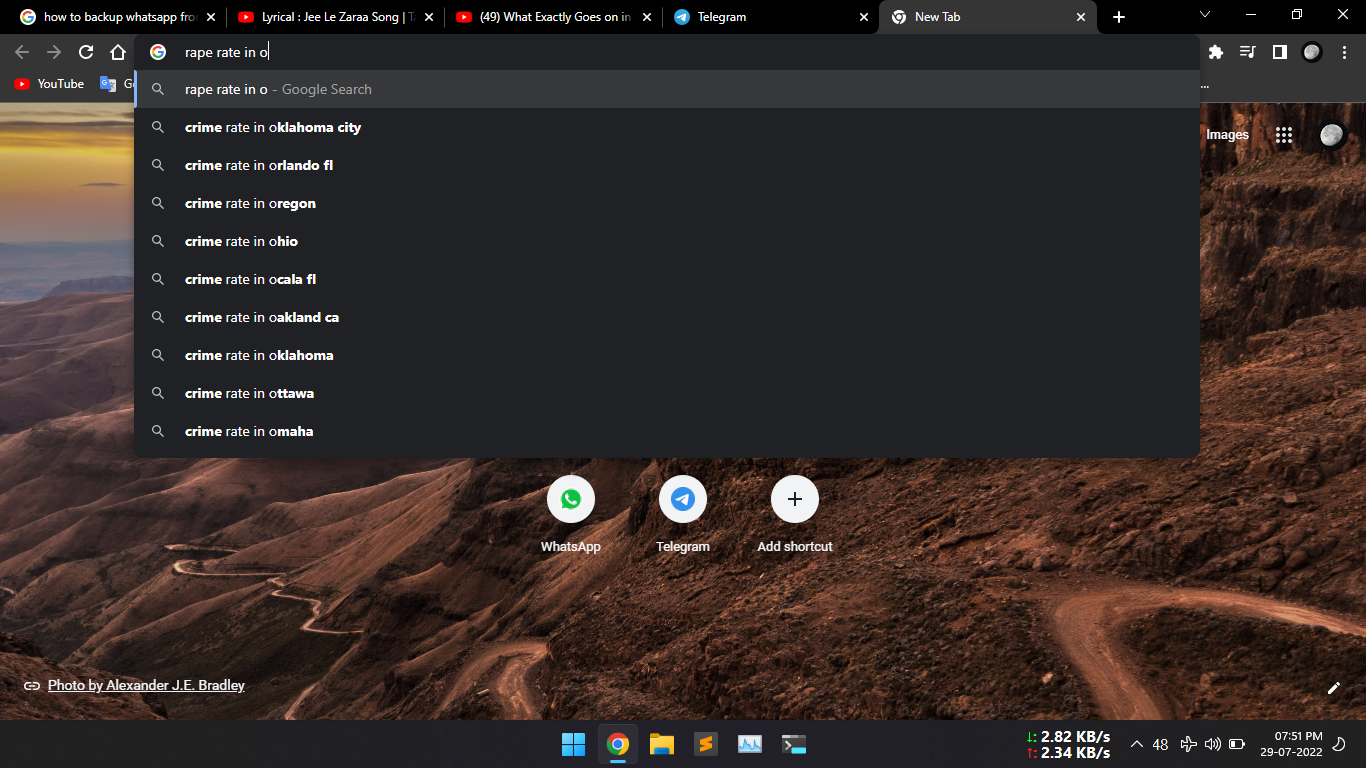 how to backup whatsapp fro
Lyrical : Jee Le Zaraa Song | Ta
(49) What Exactly Goes on in
Telegram
New Tab
rape rate in o
YouTube
rape rate in o - Google Search
crime rate in oklahoma city
crime rate in orlando fl
Images
crime rate in oregon
crime rate in ohio
crime rate in ocala fl
crime rate in oakland ca
crime rate in oklahoma
crime rate in ottawa
crime rate in omaha
WhatsApp
Telegram
Add shortcut
Photo by Alexander J.E. Bradley
↓: 2.82 KB/s
↑: 2.34 KB/s
48
07:51 PM
29-07-2022